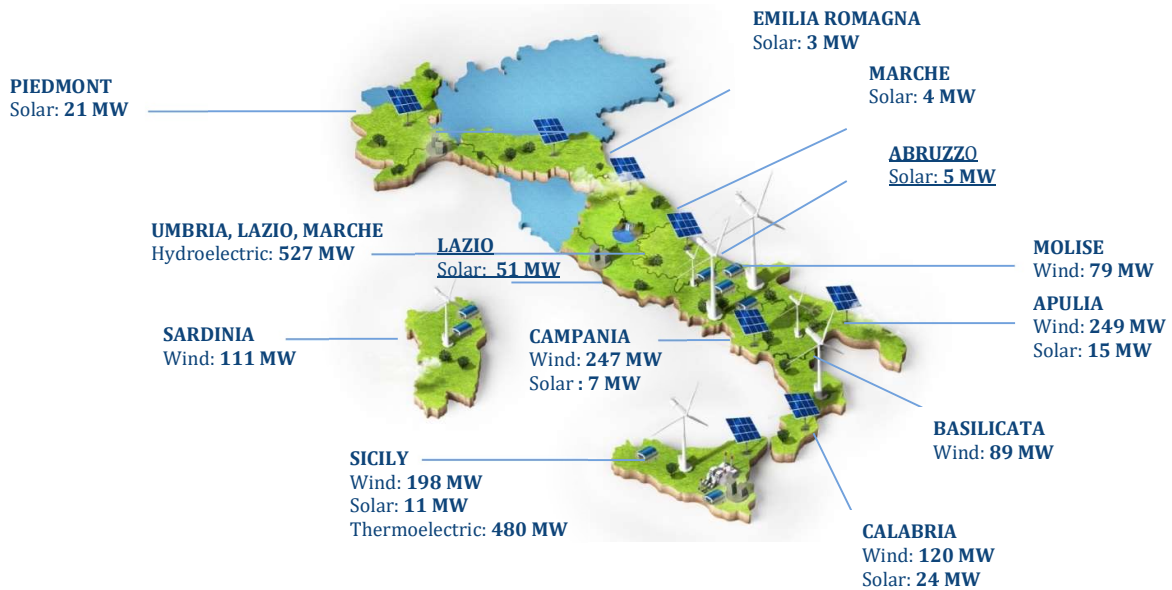 EMILIA ROMAGNA
Solar: 3 MW
PIEDMONT
Solar: 21 MW
MARCHE
Solar: 4 MW
ABRUZZO
Solar: 5 MW
UMBRIA, LAZIO, MARCHE
Hydroelectric: 527 MW
LAZIO
Solar: 51 MW
MOLISE
Wind: 79 MW
APULIA
Wind: 249 MW
Solar: 15 MW
SARDINIA
Wind: 111 MW
CAMPANIA
Wind: 247 MW
Solar : 7 MW
BASILICATA
Wind: 89 MW
SICILY
Wind: 198 MW
Solar: 11 MW
Thermoelectric: 480 MW
CALABRIA
Wind: 120 MW
Solar: 24 MW